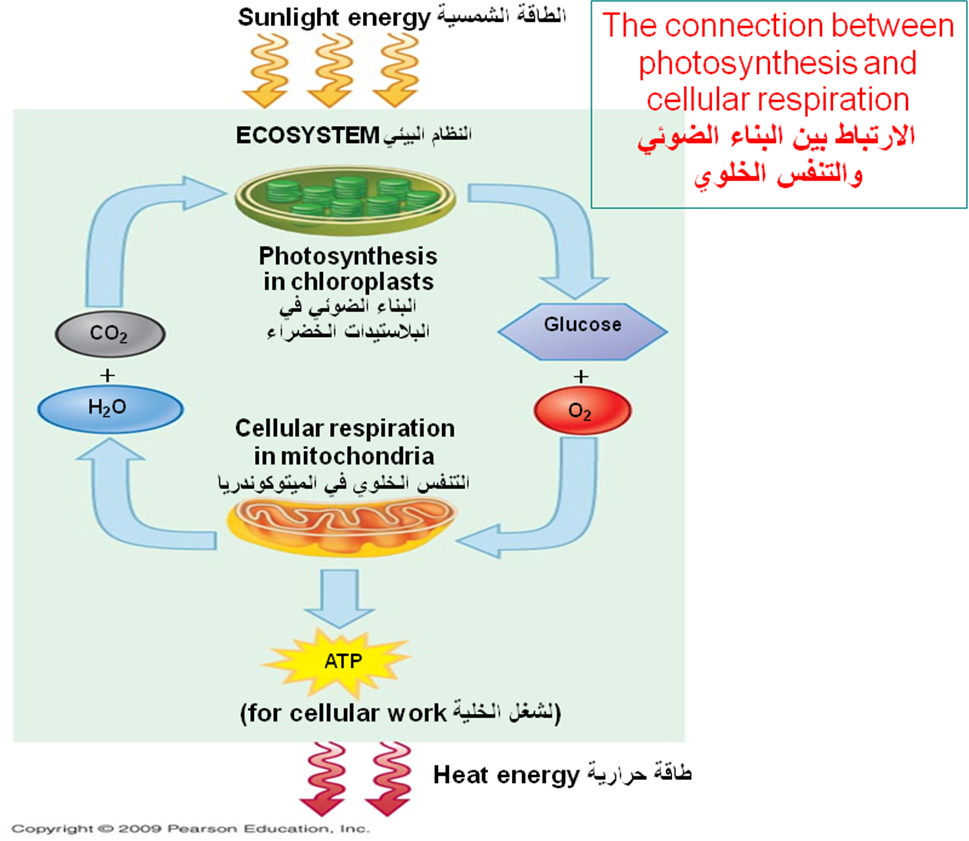 Sunlight energy الطاقة الشمسية
The connection between
photosynthesis and
cellular respiration
الارتباط بين البناء الضوئي
والتنفس الخلوي
ECOSYSTEM النظام البيئي
Photosynthesis
in chloroplasts
البناء الضوئي في
البلاستيدات الخضراء
CO₂
+
H₂O
Glucose
+
O₂
Cellular respiration
in mitochondria
التنفس الخلوي في الميتوكوندريا
ATP
(for cellular work لشغل الخلية)
Heat energy طاقة حرارية
Copyright © 2009 Pearson Education, Inc.